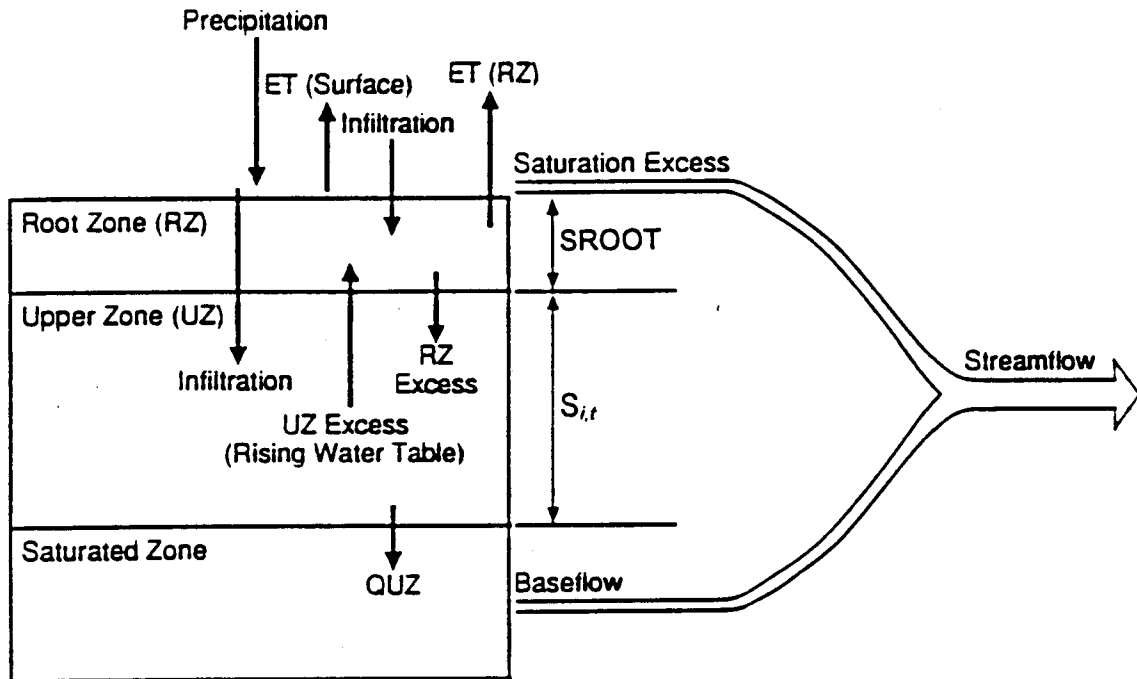 Precipitation
ET (Surface)
ET (RZ)
Infiltration
Saturation Excess
Root Zone (RZ)
SROOT
Upper Zone (UZ)
Infiltration
RZ
Excess
UZ Excess
(Rising Water Table)
S_{i,t}
Streamflow
Saturated Zone
QUZ
Baseflow